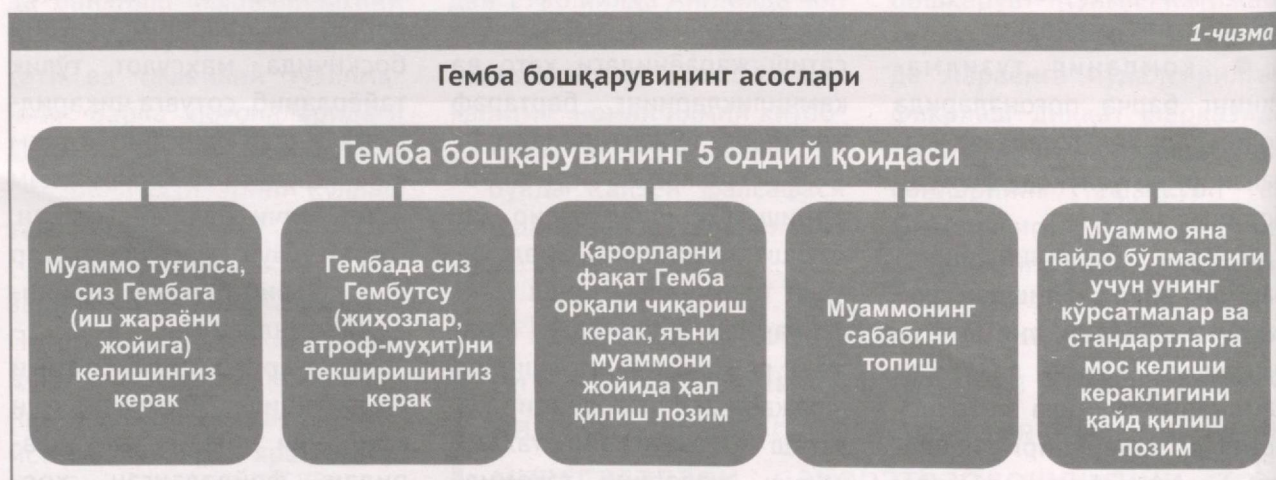 1-чизма
Гемба бошқарувининг асослари
Гемба бошқарувининг 5 оддий қоидаси
Муаммо туғилса,
сиз Гембага
(иш жараёни
жойига)
келишингиз
керак
Гембада сиз
Гембутсу
(жиҳозлар,
атроф-муҳит)ни
текширишингиз
керак
Қарорларни
фақат Гемба
орқали чиқариш
керак, яъни
муаммони
жойида ҳал
қилиш лозим
Муаммонинг
сабабини
топиш
Муаммо яна
пайдо бўлмаслиги
учун унинг
кўрсатмалар ва
стандартларга
мос келиши
кераклигини
қайд қилиш
лозим